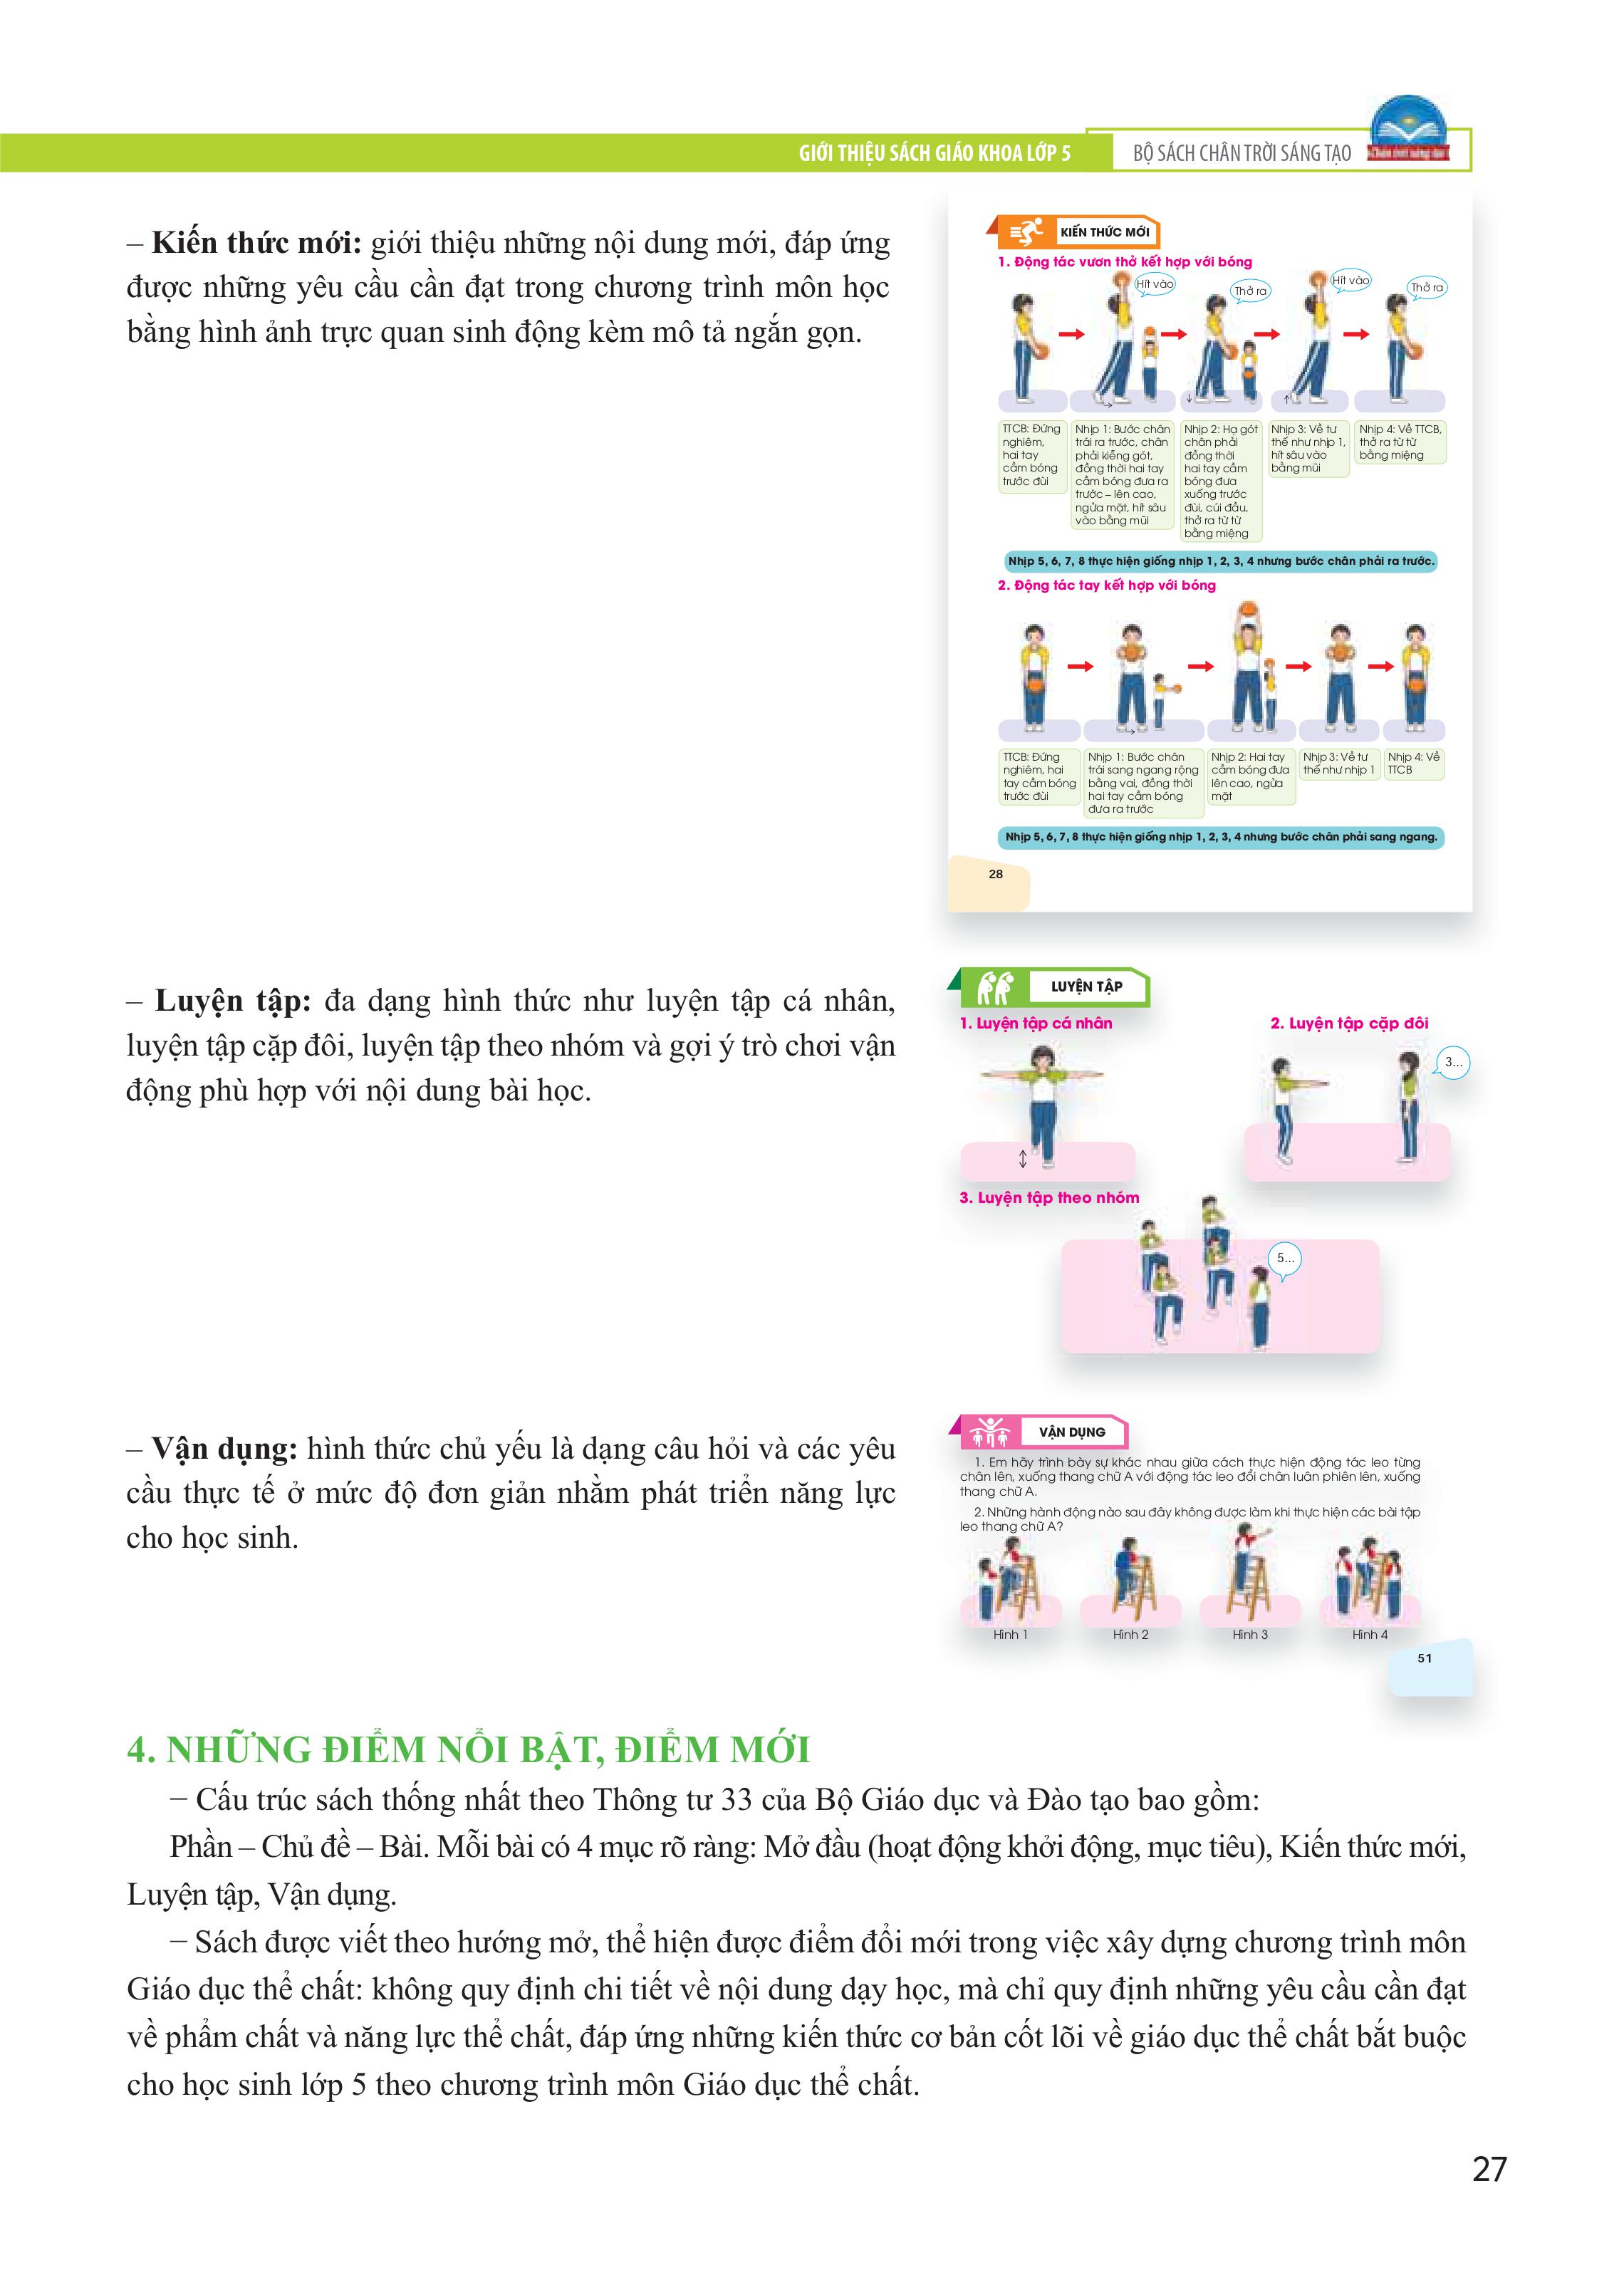 GIỚI THIỆU SÁCH GIÁO KHOA LỚP 5
BỘ SÁCH CHÂN TRỜI SÁNG TẠO
– Kiến thức mới: giới thiệu những nội dung mới, đáp ứng
được những yêu cầu cần đạt trong chương trình môn học
bằng hình ảnh trực quan sinh động kèm mô tả ngắn gọn.
KIẾN THỨC MỚI
1. Động tác vươn thở kết hợp với bóng
Hít vào
Thở ra
Hít vào
Thở ra
TTCB: Đứng
nghiêm,
hai tay
cầm bóng
trước đùi
Nhịp 1: Bước chân
trái ra trước, chân
phải kiễng gót,
đồng thời hai tay
cầm bóng đưa ra
trước – lên cao,
ngửa mặt, hít sâu
vào bằng mũi
Nhịp 2: Hạ gót
chân phải
đồng thời
hai tay cầm
bóng đưa
xuống trước
đùi, cúi đầu,
thở ra từ từ
bằng miệng
Nhịp 3: Về tư
thế như nhịp 1,
hít sâu vào
bằng mũi
Nhịp 4: Về TTCB,
thở ra từ từ
bằng miệng
Nhịp 5, 6, 7, 8 thực hiện giống nhịp 1, 2, 3, 4 nhưng bước chân phải ra trước.
2. Động tác tay kết hợp với bóng
TTCB: Đứng
nghiêm, hai
tay cầm bóng
trước đùi
Nhịp 1: Bước chân
trái sang ngang rộng
bằng vai, đồng thời
hai tay cầm bóng
đưa ra trước
Nhịp 2: Hai tay
cầm bóng đưa
lên cao, ngửa
mặt
Nhịp 3: Về tư
thế như nhịp 1
Nhịp 4: Về
TTCB
Nhịp 5, 6, 7, 8 thực hiện giống nhịp 1, 2, 3, 4 nhưng bước chân phải sang ngang.
28
– Luyện tập: đa dạng hình thức như luyện tập cá nhân,
luyện tập cặp đôi, luyện tập theo nhóm và gợi ý trò chơi vận
động phù hợp với nội dung bài học.
LUYỆN TẬP
1. Luyện tập cá nhân
2. Luyện tập cặp đôi
3...
3. Luyện tập theo nhóm
5...
– Vận dụng: hình thức chủ yếu là dạng câu hỏi và các yêu
cầu thực tế ở mức độ đơn giản nhằm phát triển năng lực
cho học sinh.
VẬN DỤNG
1. Em hãy trình bày sự khác nhau giữa cách thực hiện động tác leo từng
chân lên, xuống thang chữ A với động tác leo đổi chân luân phiên lên, xuống
thang chữ A.
2. Những hành động nào sau đây không được làm khi thực hiện các bài tập
leo thang chữ A?
Hình 1
Hình 2
Hình 3
Hình 4
51
4. NHỮNG ĐIỂM NỔI BẬT, ĐIỂM MỚI
– Cấu trúc sách thống nhất theo Thông tư 33 của Bộ Giáo dục và Đào tạo bao gồm:
Phần – Chủ đề – Bài. Mỗi bài có 4 mục rõ ràng: Mở đầu (hoạt động khởi động, mục tiêu), Kiến thức mới,
Luyện tập, Vận dụng.
– Sách được viết theo hướng mở, thể hiện được điểm đổi mới trong việc xây dựng chương trình môn
Giáo dục thể chất: không quy định chi tiết về nội dung dạy học, mà chỉ quy định những yêu cầu cần đạt
về phẩm chất và năng lực thể chất, đáp ứng những kiến thức cơ bản cốt lõi về giáo dục thể chất bắt buộc
cho học sinh lớp 5 theo chương trình môn Giáo dục thể chất.
27